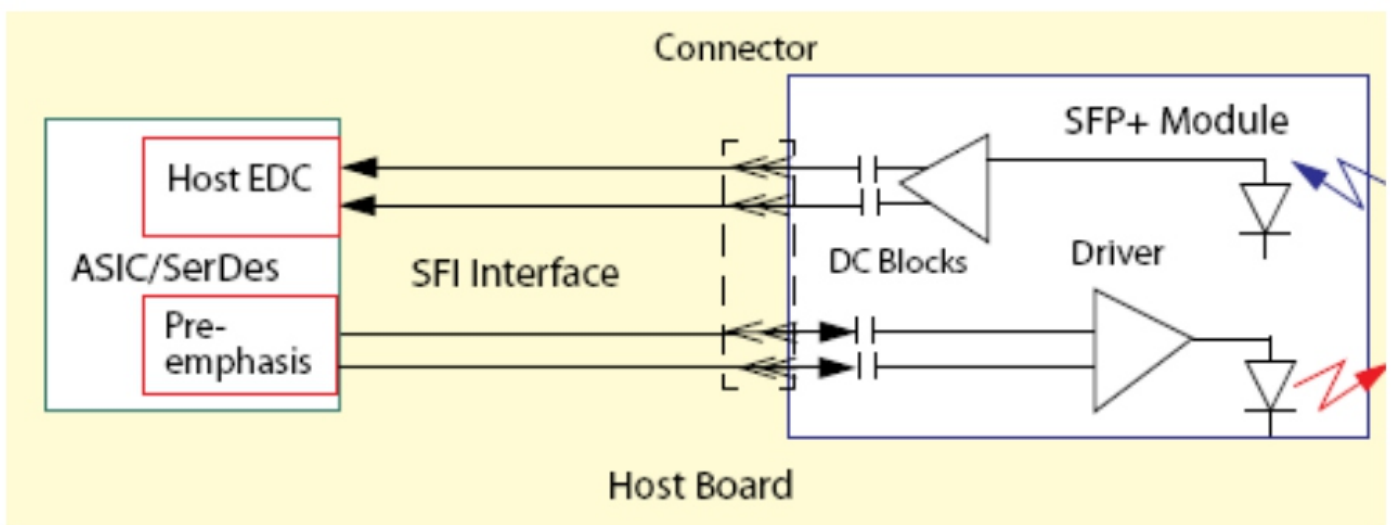 Connector
SFP+ Module
Host EDC
ASIC/SerDes
SFI Interface
DC Blocks
Driver
Pre-
emphasis
Host Board